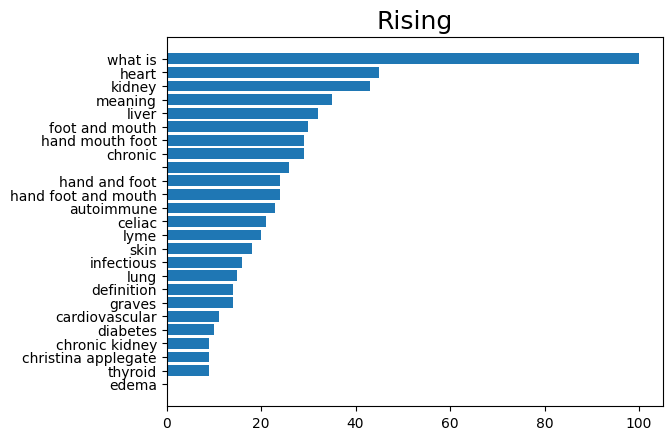 Rising
what is
heart
kidney
meaning
liver
foot and mouth
hand mouth foot
chronic
hand and foot
hand foot and mouth
autoimmune
celiac
lyme
skin
infectious
lung
definition
graves
cardiovascular
diabetes
chronic kidney
christina applegate
thyroid
edema
0 20 40 60 80 100